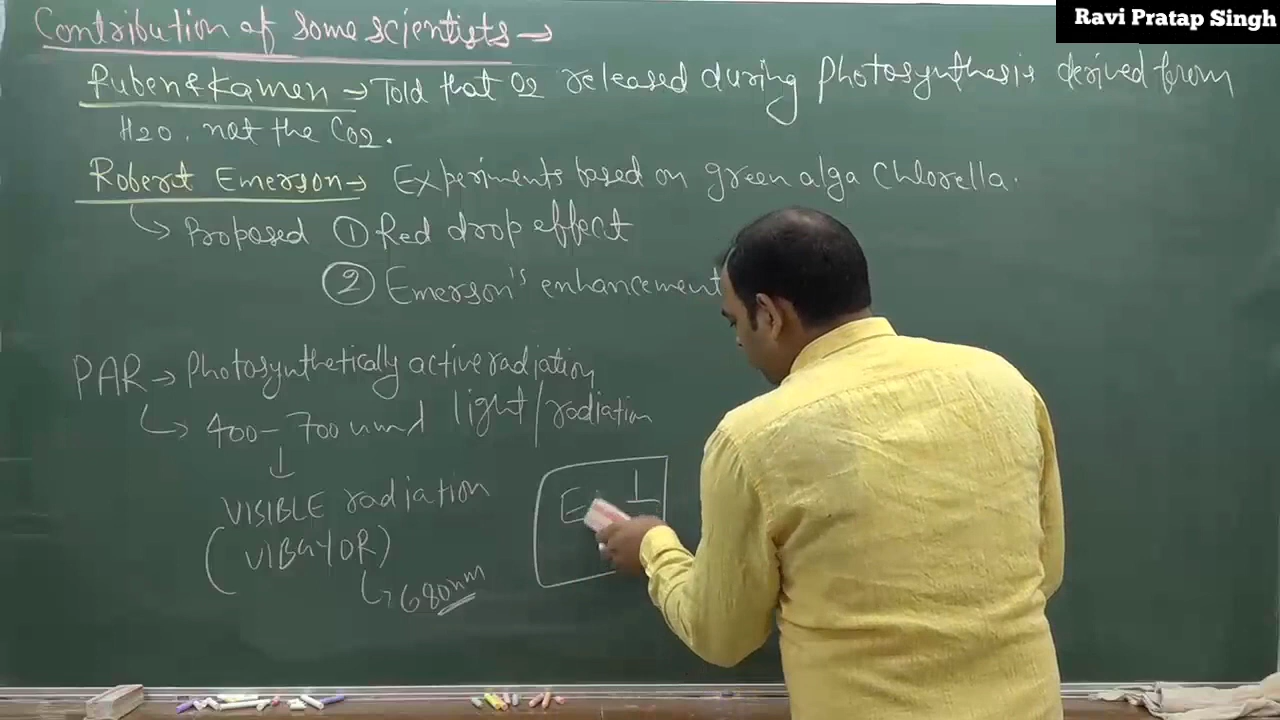 Ravi Pratap Singh
Contribution of some scientists →
Ruben & Kamen → Told that O2 released during photosynthesis derived from
H2O, not the CO2.
Robert Emerson → Experiments based on green alga Chlorella.
↳ Proposed ① Red drop effect
② Emerson's enhancement
PAR → Photosynthetically active radiation
↳ 400 – 700 light/radiation
↓
VISIBLE radiation
(VIBGYOR)
↳ 680nm
E 1